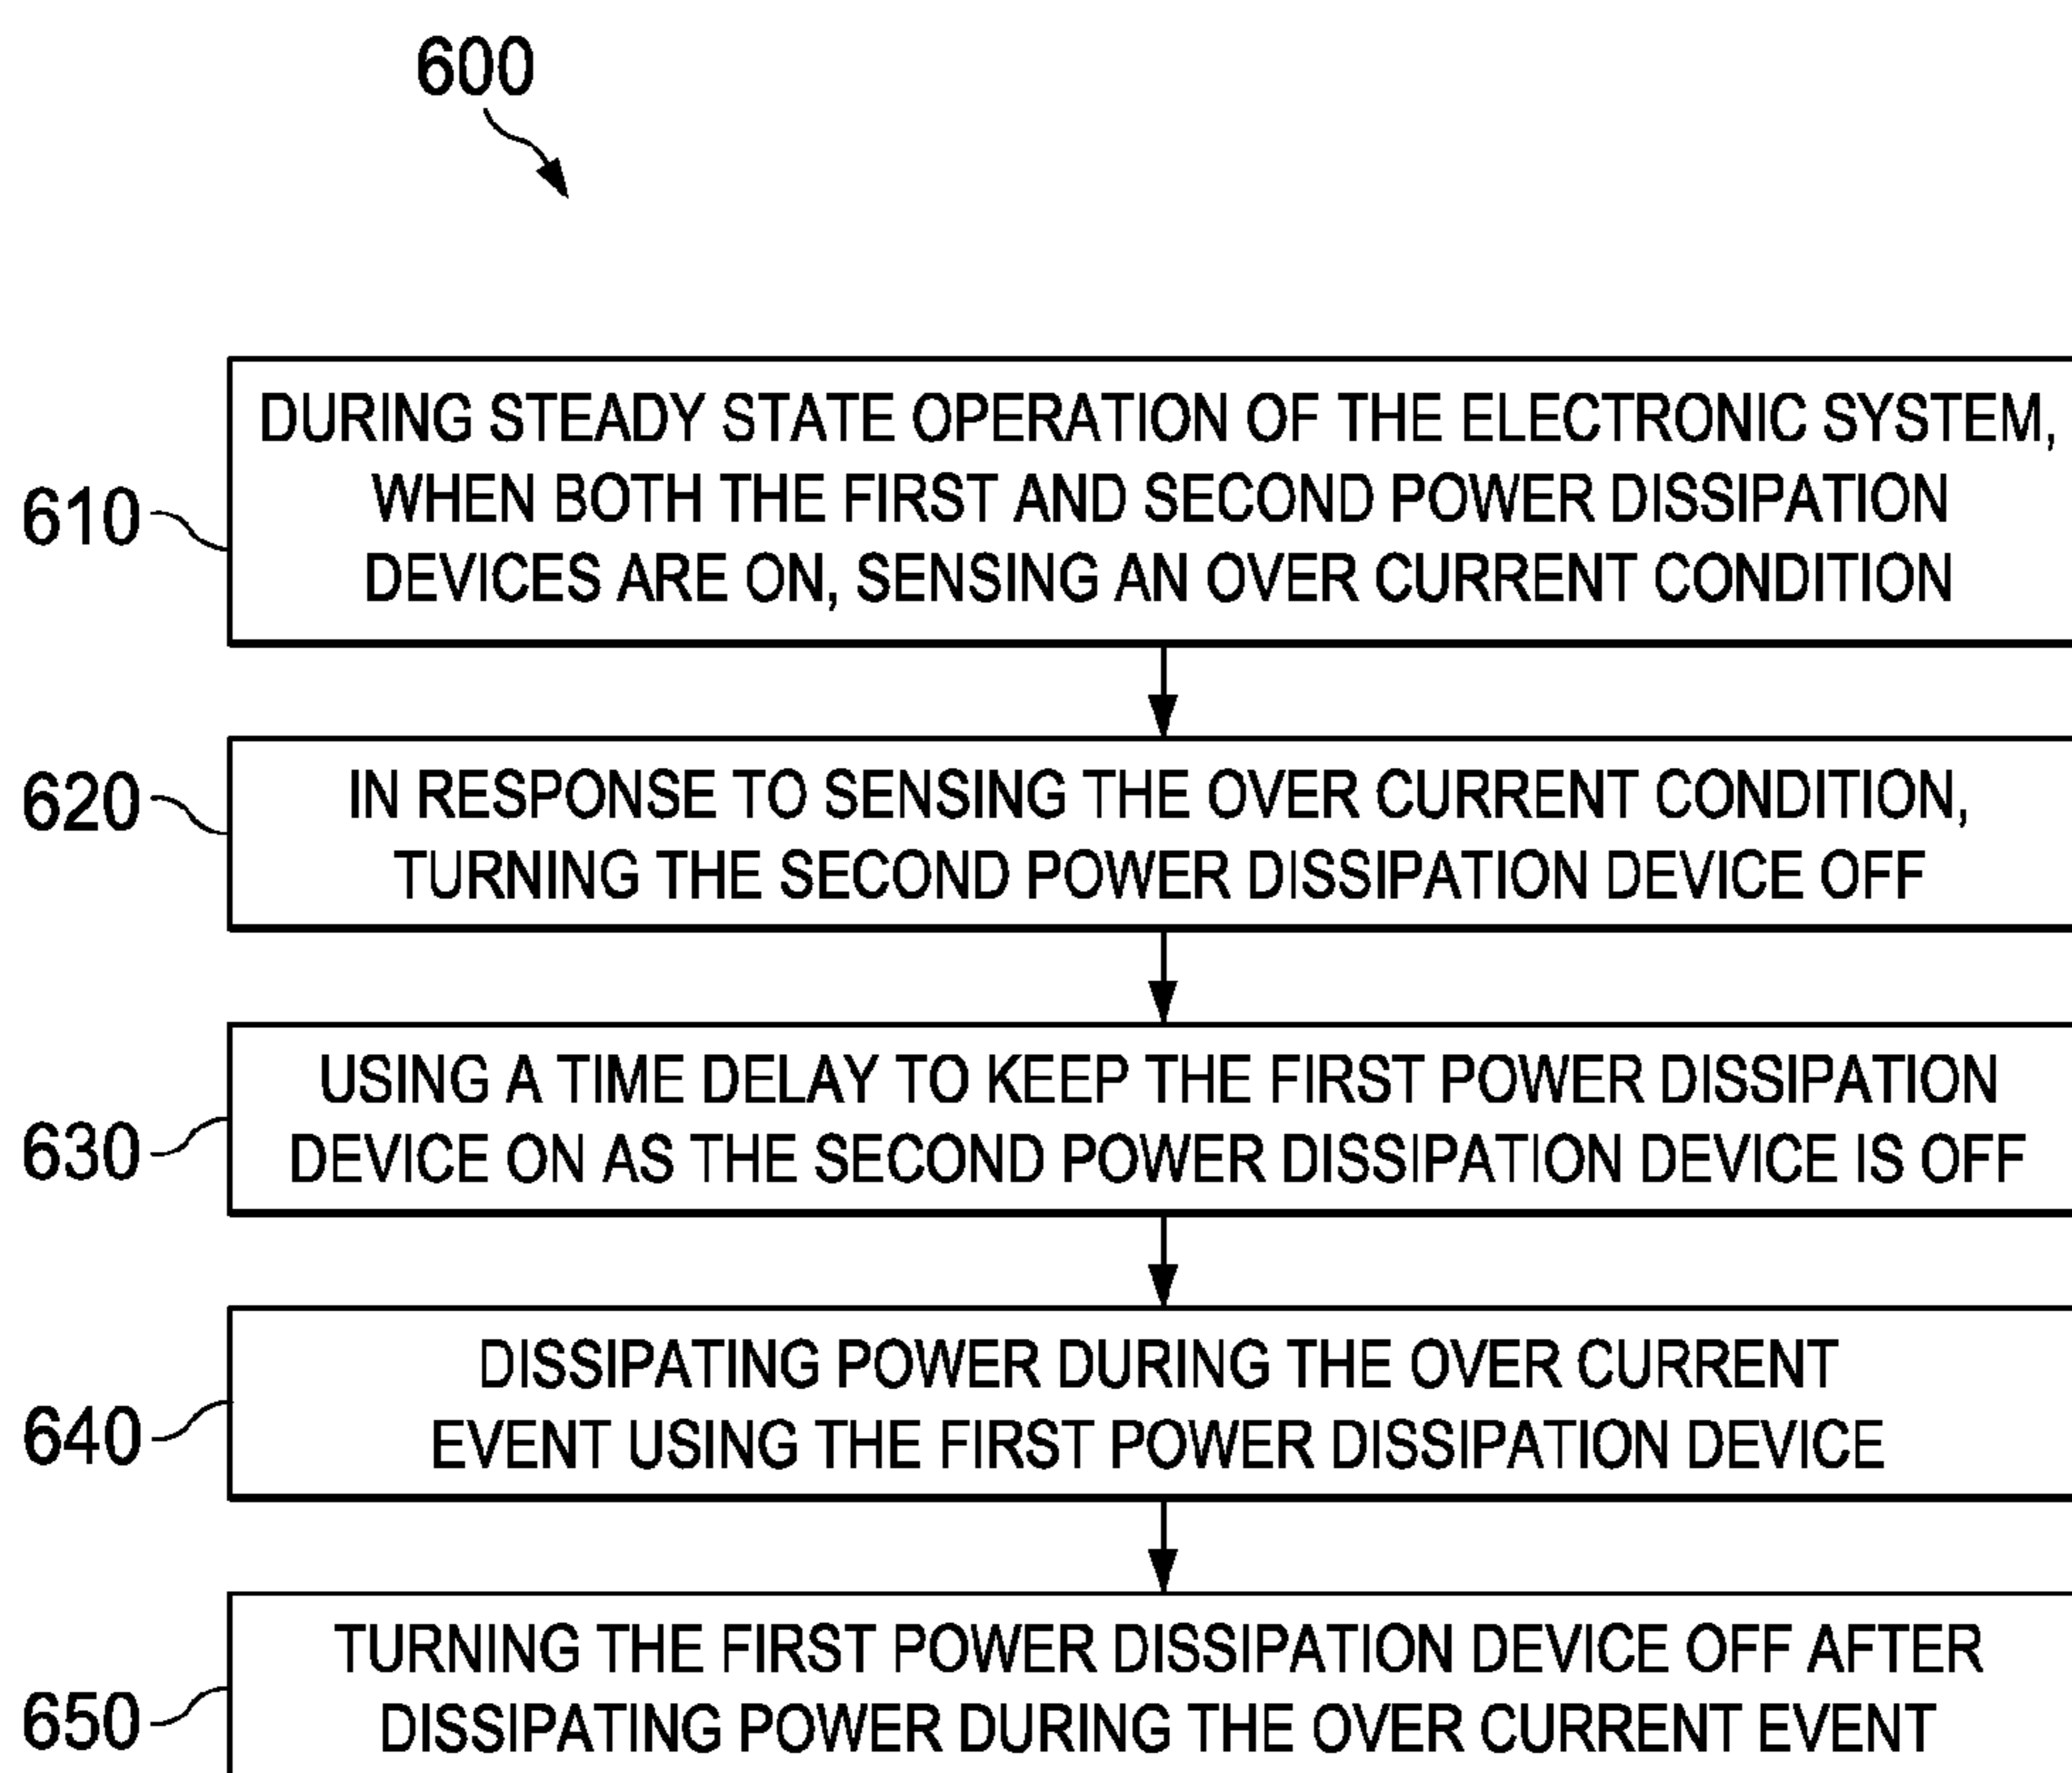 600
610
DURING STEADY STATE OPERATION OF THE ELECTRONIC SYSTEM,
WHEN BOTH THE FIRST AND SECOND POWER DISSIPATION
DEVICES ARE ON, SENSING AN OVER CURRENT CONDITION
620
IN RESPONSE TO SENSING THE OVER CURRENT CONDITION,
TURNING THE SECOND POWER DISSIPATION DEVICE OFF
630
USING A TIME DELAY TO KEEP THE FIRST POWER DISSIPATION
DEVICE ON AS THE SECOND POWER DISSIPATION DEVICE IS OFF
640
DISSIPATING POWER DURING THE OVER CURRENT
EVENT USING THE FIRST POWER DISSIPATION DEVICE
650
TURNING THE FIRST POWER DISSIPATION DEVICE OFF AFTER
DISSIPATING POWER DURING THE OVER CURRENT EVENT